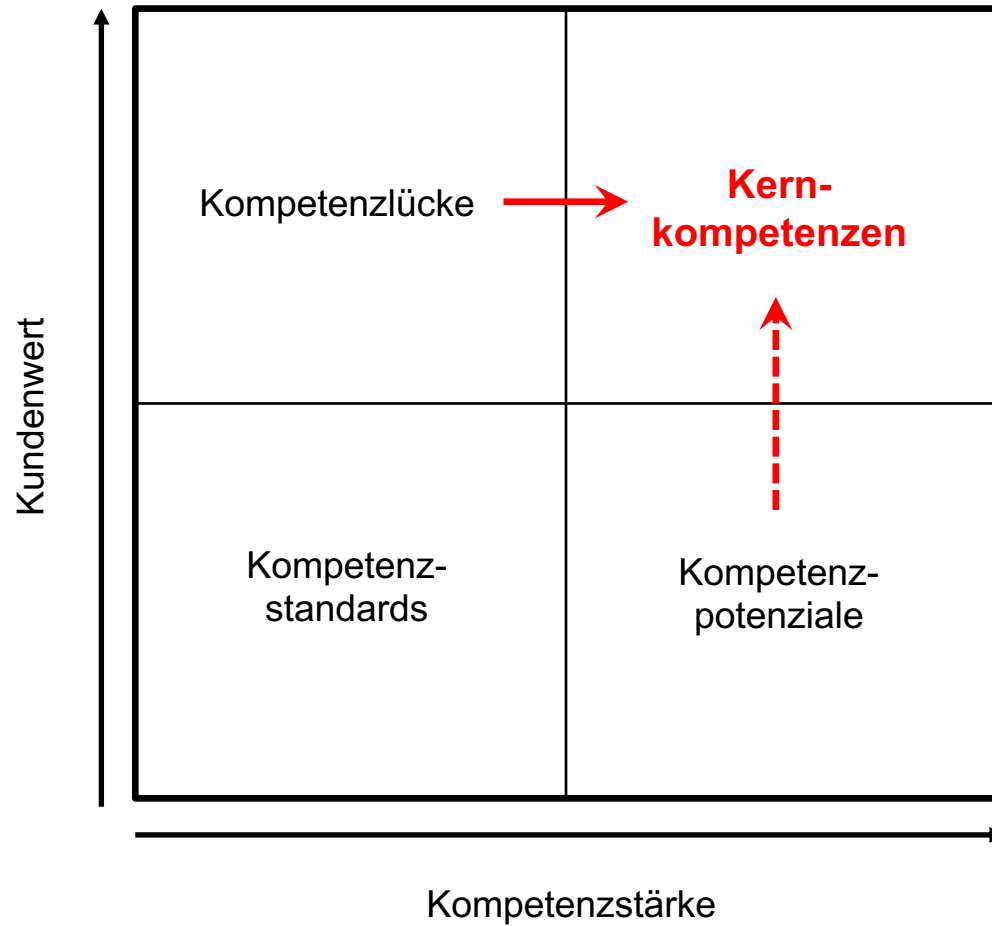 Kompetenzlücke
Kern-
kompetenzen
Kundenwert
Kompetenz-
standards
Kompetenz-
potenziale
Kompetenzstärke